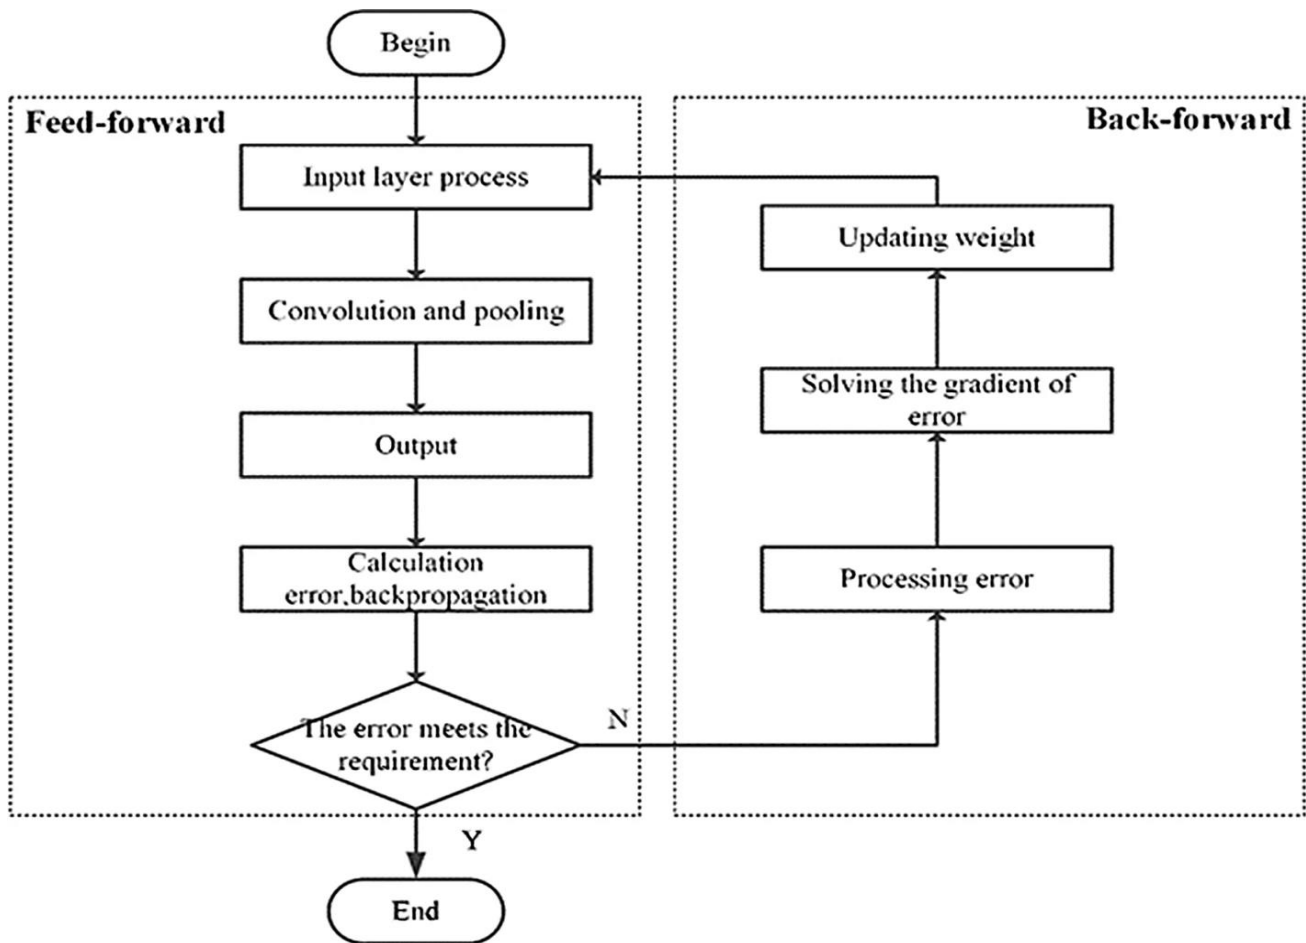 Begin
Feed-forward
Input layer process
Convolution and pooling
Output
Calculation
error,backpropagation
The error meets the
requirement?
N
Y
End
Back-forward
Updating weight
Solving the gradient of
error
Processing error